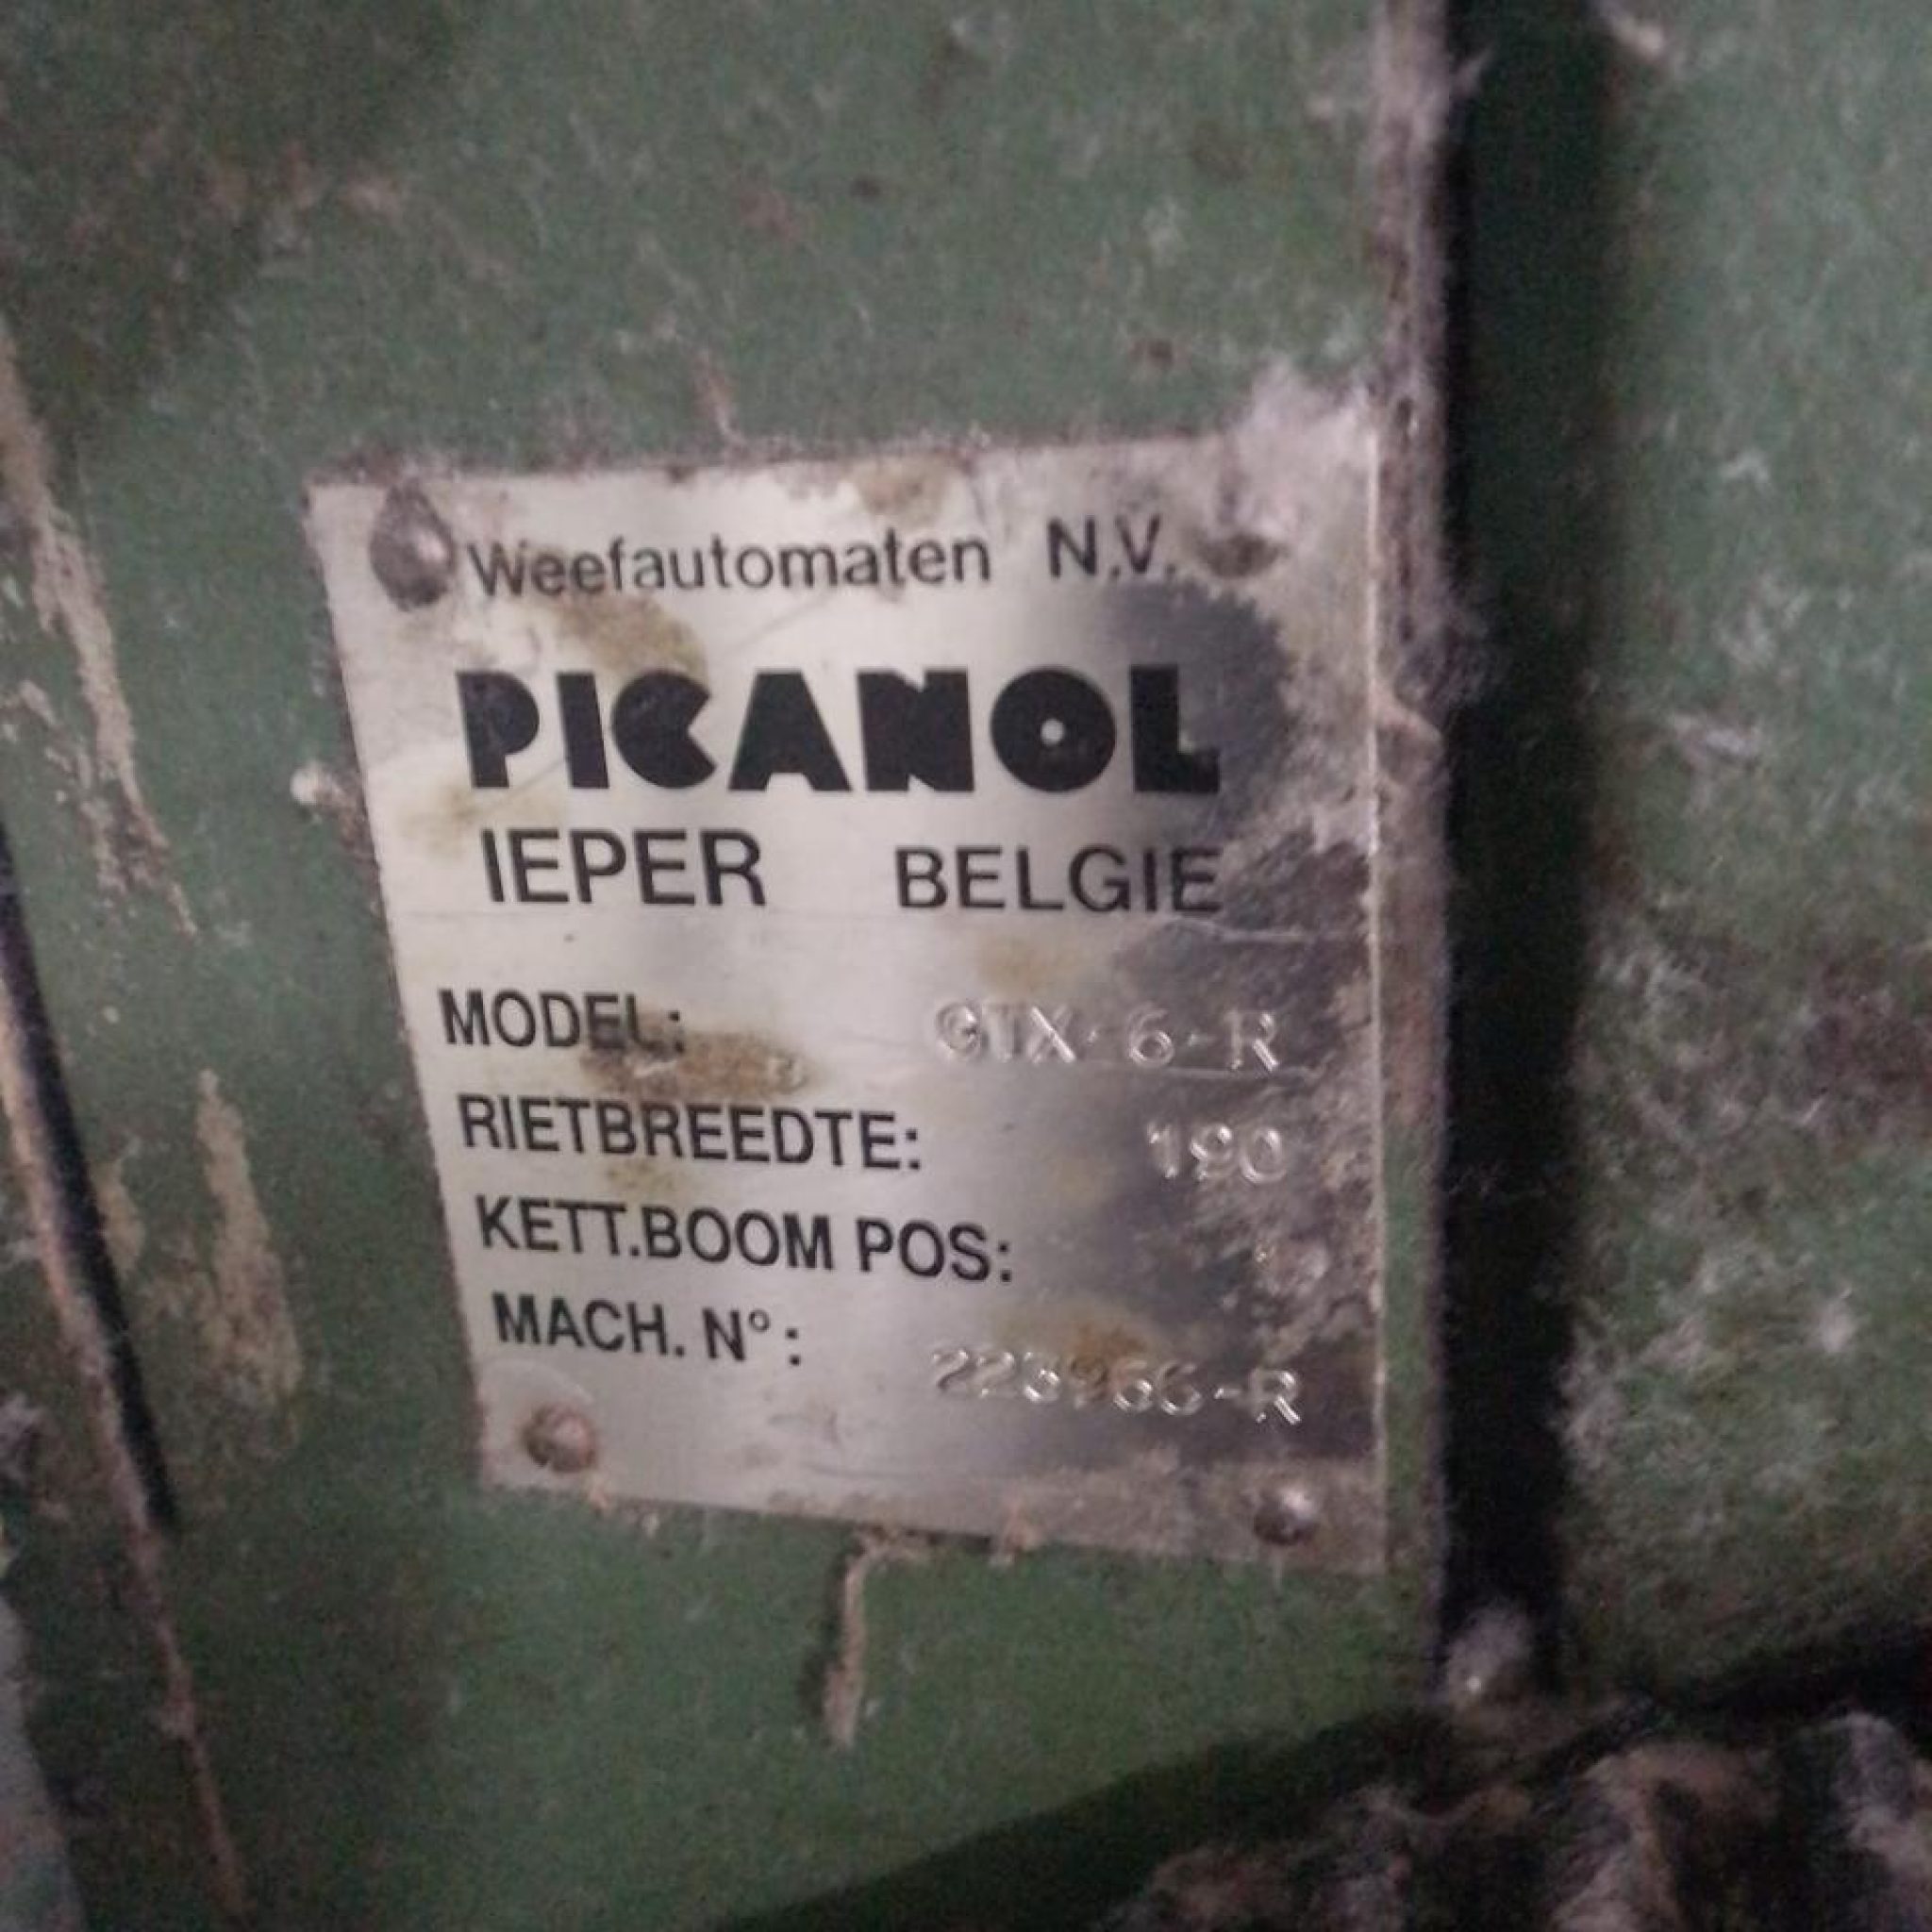 Weefautomaten N.V.
PICANOL
IEPER BELGIE
MODEL: GTX-6-R
RIETBREEDTE: 190
KETT.BOOM POS:
MACH. N°: